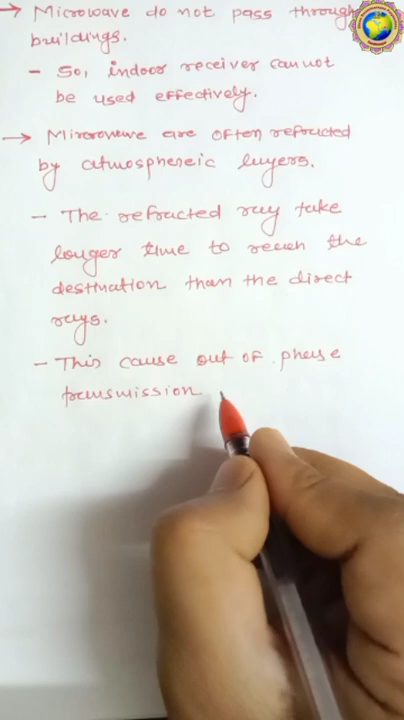 → Microwave do not pass through
buildings.
- So, indoor receiver cannot
be used effectively.
→ Microwave are often refracted
by atmospheric layers.
- The refracted ray take
longer time to reach the
destination than the direct
rays.
- This cause out of phase
transmission